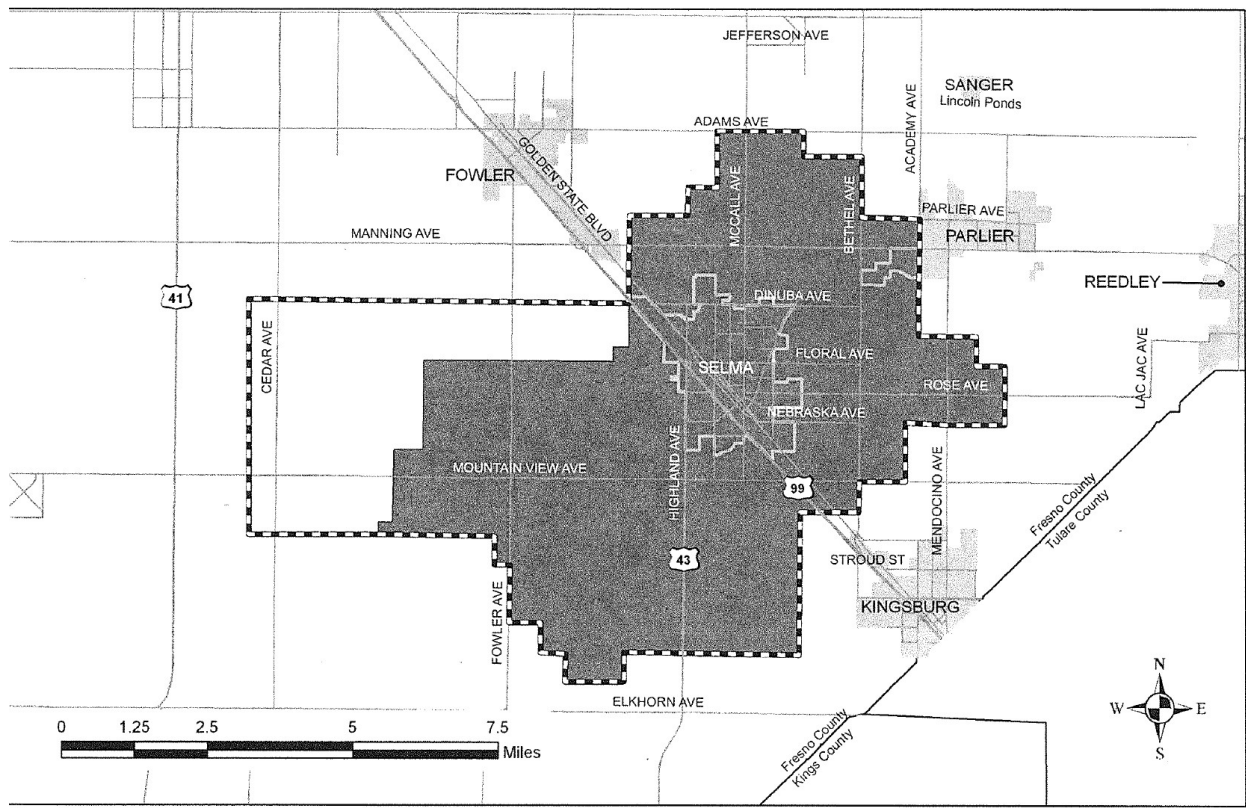 JEFFERSON AVE
SANGER
Lincoln Ponds
ACADEMY AVE
ADAMS AVE
GOLDEN STATE BLVD
FOWLER
MCCALL AVE
BETHEL AVE
PARLIER AVE
PARLIER
MANNING AVE
REEDLEY
41
DINUBA AVE
CEDAR AVE
FLORAL AVE
SELMA
ROSE AVE
LAC JAC AVE
NEBRASKA AVE
HIGHLAND AVE
MOUNTAIN VIEW AVE
99
MENDOCINO AVE
Fresno County
Tulare County
43
STROUD ST
KINGSBURG
FOWLER AVE
ELKHORN AVE
N
W E
S
0 1.25 2.5 5 7.5
Miles
Fresno County
Kings County